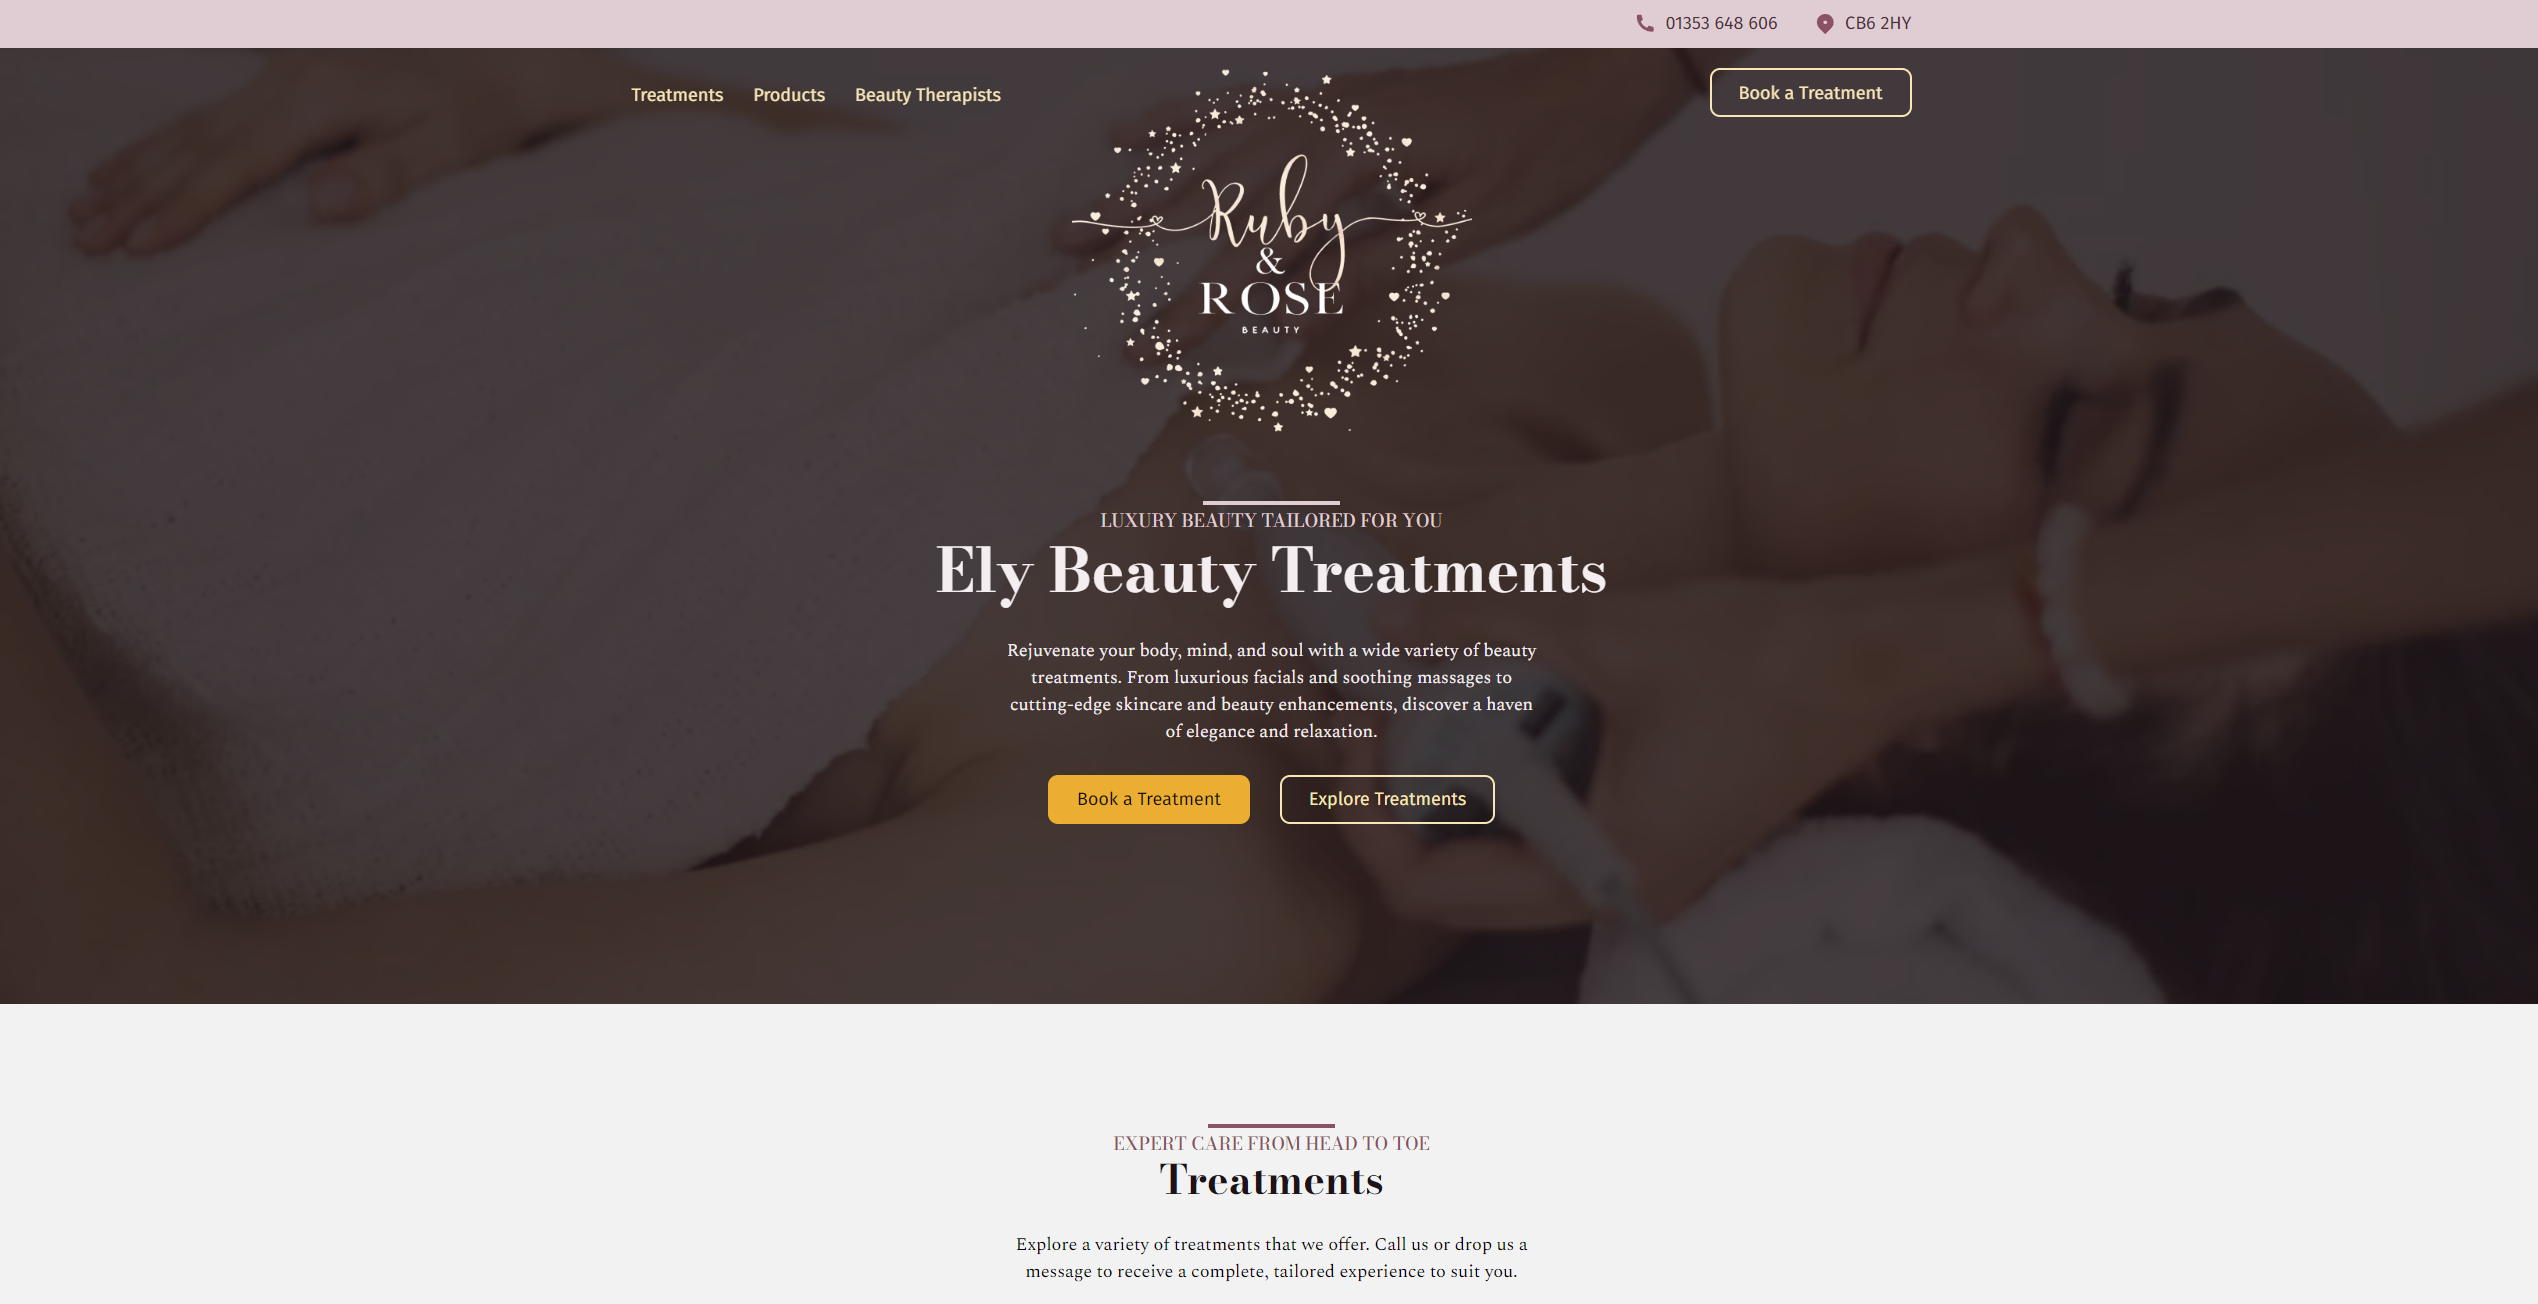 01353 648 606
CB6 2HY
Treatments
Products
Beauty Therapists
Book a Treatment
Ruby
&
ROSE
BEAUTY
LUXURY BEAUTY TAILORED FOR YOU
Ely Beauty Treatments
Rejuvenate your body, mind, and soul with a wide variety of beauty
treatments. From luxurious facials and soothing massages to
cutting-edge skincare and beauty enhancements, discover a haven
of elegance and relaxation.
Book a Treatment
Explore Treatments
EXPERT CARE FROM HEAD TO TOE
Treatments
Explore a variety of treatments that we offer. Call us or drop us a
message to receive a complete, tailored experience to suit you.